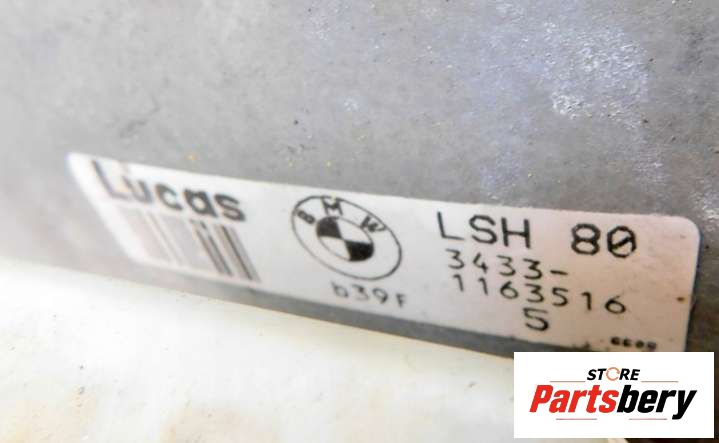 Lucas
BMW
b39F
LSH 80
3433-
1163516
5
STORE
Partsbery